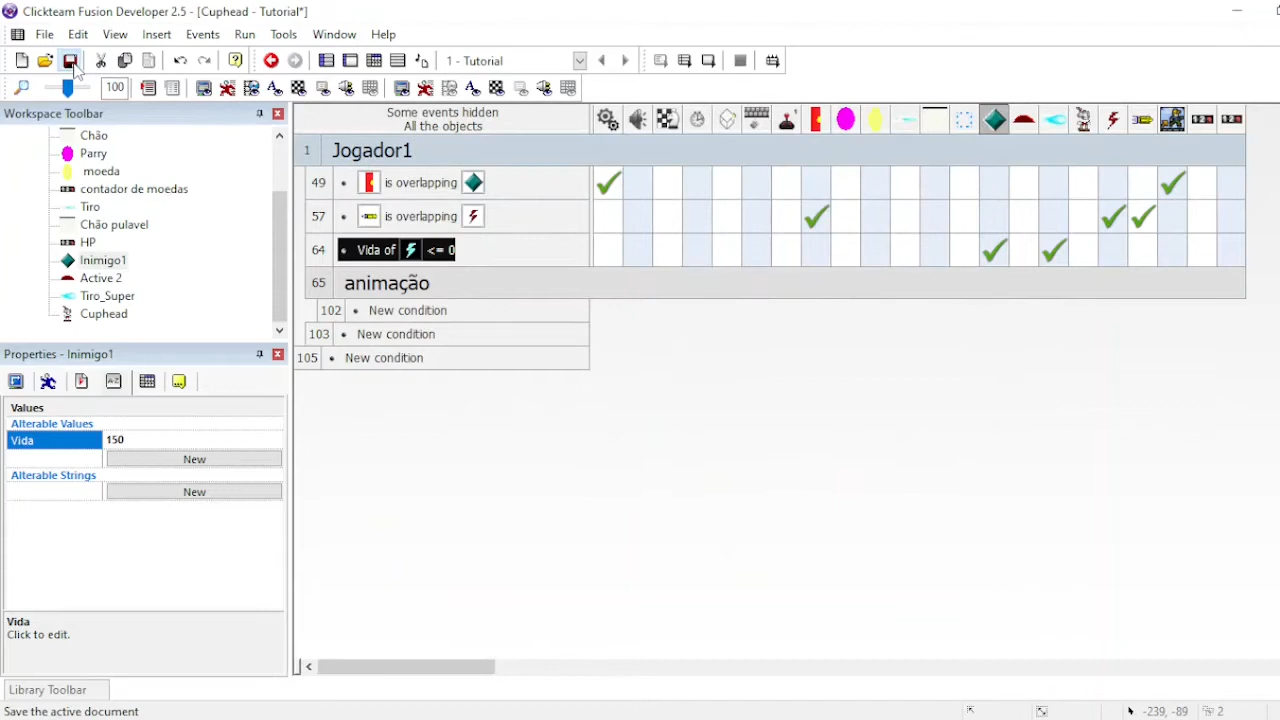 Clickteam Fusion Developer 2.5 - [Cuphead - Tutorial*]
File Edit View Insert Events Run Tools Window Help
1 - Tutorial
100
Workspace Toolbar
Chão
Parry
moeda
contador de moedas
Tiro
Chão pulavel
HP
Inimigo1
Active 2
Tiro_Super
Cuphead
Properties - Inimigo1
Values
Alterable Values
Vida 150
New
Alterable Strings
New
Vida
Click to edit.
Library Toolbar
Save the active document
Some events hidden
All the objects
1 Jogador1
49 • is overlapping
57 • is overlapping
64 • Vida of <= 0
65 animação
102 • New condition
103 • New condition
105 • New condition
-239, -89 2